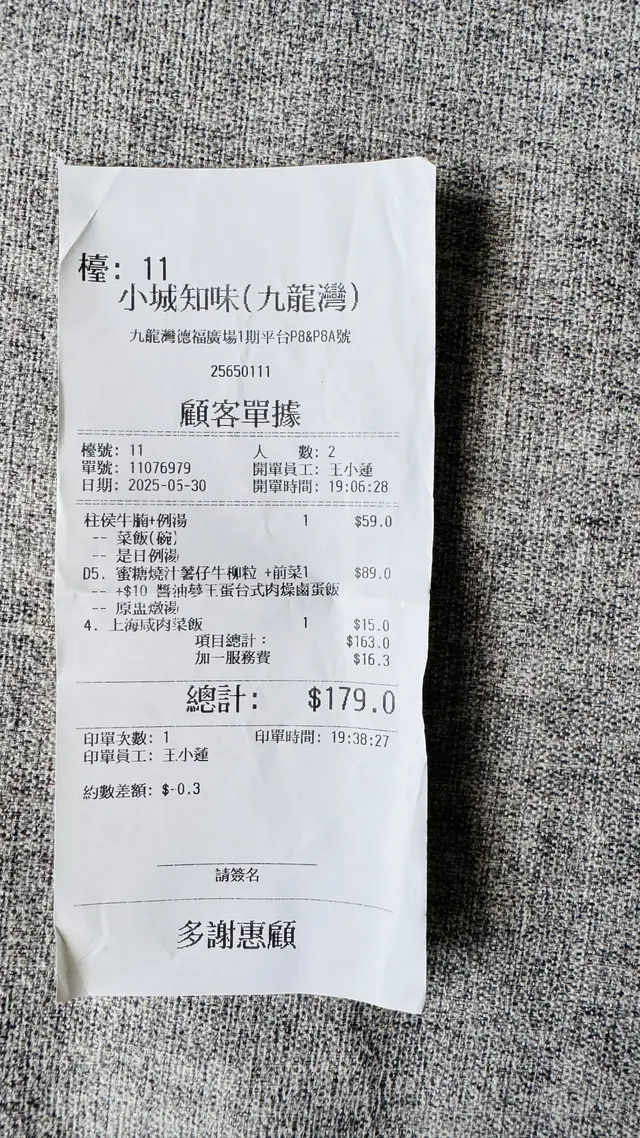 檯: 11
小城知味(九龍灣)
九龍灣德福廣場1期平台P8&P8A號
25650111
顧客單據
檯號: 11 人 數: 2
單號: 11076979 開單員工: 王小蓮
日期: 2025-05-30 開單時間: 19:06:28
柱侯牛腩+例湯 1 $59.0
-- 菜飯(碗)
-- 是日例湯
D5. 蜜糖燒汁薯仔牛柳粒 +前菜1 $89.0
-- +$10 醬油蔘王蛋台式肉燥鹵蛋飯
-- 原盅燉湯
4. 上海咸肉菜飯 1 $15.0
項目總計: $163.0
加一服務費 $16.3
總計: $179.0
印單次數: 1 印單時間: 19:38:27
印單員工: 王小蓮
約數差額: $-0.3
請簽名
多謝惠顧